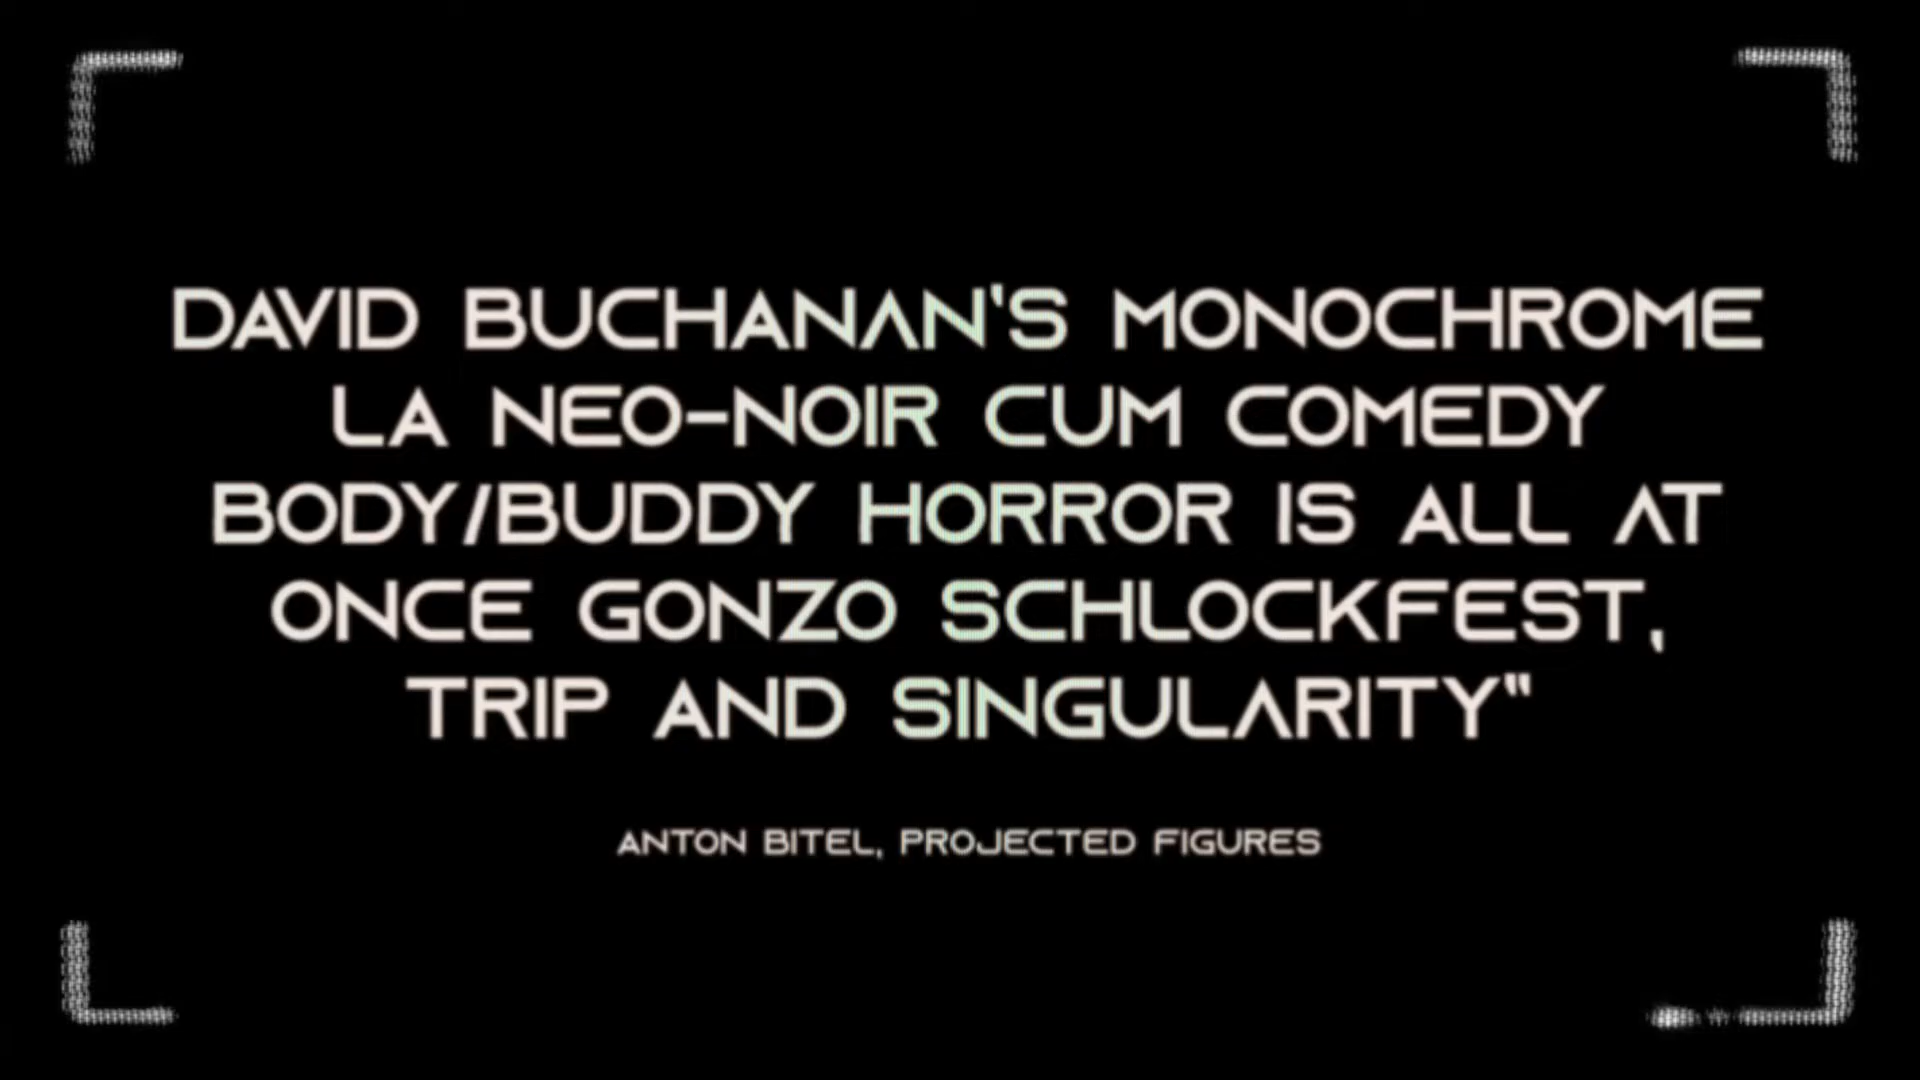 DAVID BUCHANAN'S MONOCHROME
LA NEO-NOIR CUM COMEDY
BODY/BUDDY HORROR IS ALL AT
ONCE GONZO SCHLOCKFEST,
TRIP AND SINGULARITY"
ANTON BITEL, PROJECTED FIGURES